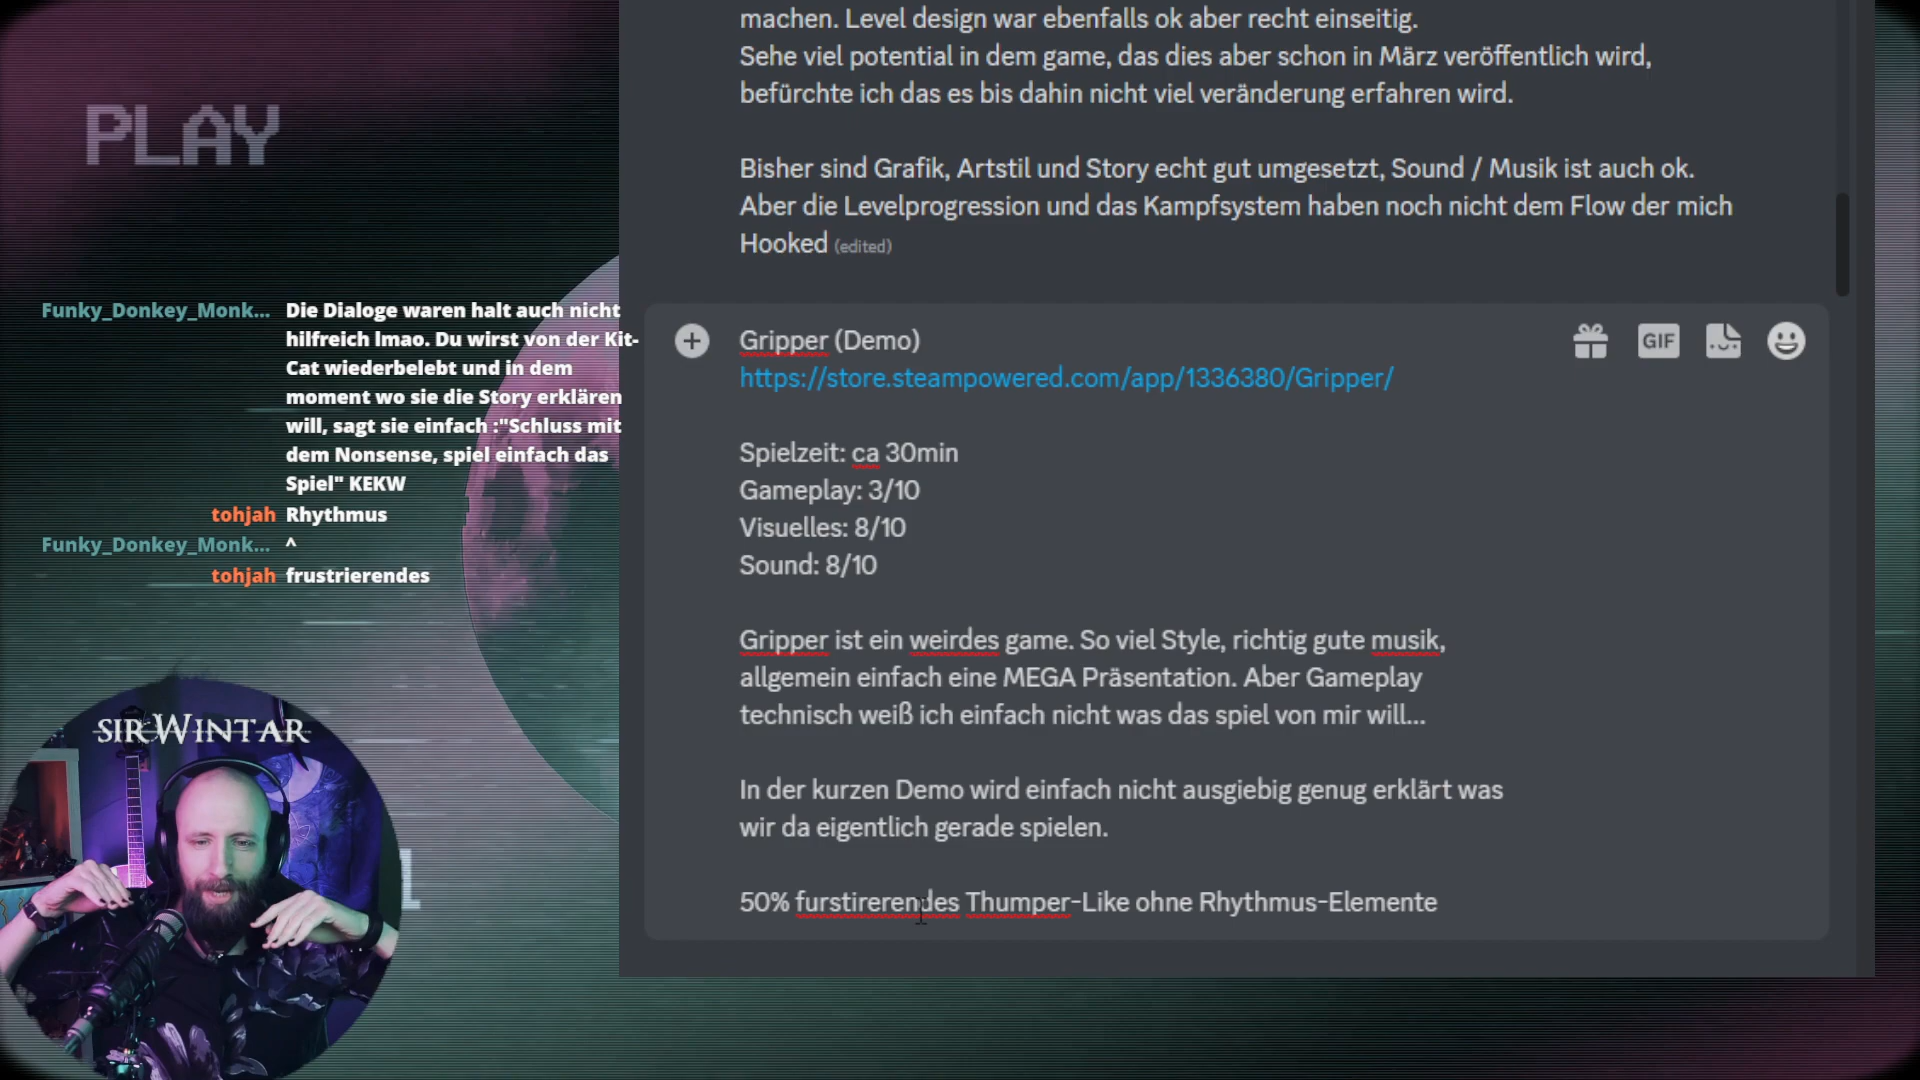 machen. Level design war ebenfalls ok aber recht einseitig.
Sehe viel potential in dem game, das dies aber schon in März veröffentlich wird,
befürchte ich das es bis dahin nicht viel veränderung erfahren wird.
Bisher sind Grafik, Artstil und Story echt gut umgesetzt, Sound / Musik ist auch ok.
Aber die Levelprogression und das Kampfsystem haben noch nicht dem Flow der mich
Hooked (edited)
PLAY
Funky_Donkey_Monk... Die Dialoge waren halt auch nicht
hilfreich lmao. Du wirst von der Kit-
Cat wiederbelebt und in dem
moment wo sie die Story erklären
will, sagt sie einfach :"Schluss mit
dem Nonsense, spiel einfach das
Spiel" KEKW
tohjah Rhythmus
Funky_Donkey_Monk... ^
tohjah frustrierendes
Gripper (Demo)
GIF
https://store.steampowered.com/app/1336380/Gripper/
Spielzeit: ca 30min
Gameplay: 3/10
Visuelles: 8/10
Sound: 8/10
Gripper ist ein weirdes game. So viel Style, richtig gute musik,
allgemein einfach eine MEGA Präsentation. Aber Gameplay
technisch weiß ich einfach nicht was das spiel von mir will...
In der kurzen Demo wird einfach nicht ausgiebig genug erklärt was
wir da eigentlich gerade spielen.
50% furstirerendes Thumper-Like ohne Rhythmus-Elemente
SIR WINTAR